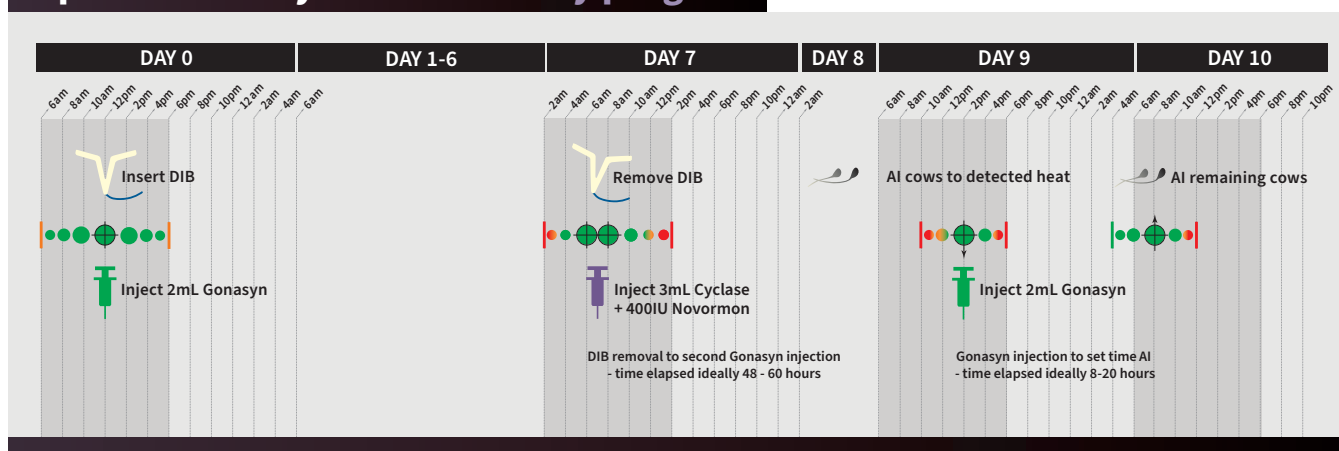 DAY 0
DAY 1-6
DAY 7
DAY 8
DAY 9
DAY 10
6am 8am 10am 12pm 2pm 4pm 6pm 8pm 10pm 12am 2am 4am 6am
2am 4am 6am 8am 10am 12pm 2pm 4pm 6pm 8pm 10pm 12am 2am
6am 8am 10am 12pm 2pm 4pm 6pm 8pm 10pm 12am 2am 4am 6am 8am 10am 12pm 2pm 4pm 6pm 8pm 10pm
Insert DIB
Remove DIB
AI cows to detected heat
AI remaining cows
Inject 2mL Gonasyn
Inject 3mL Cyclase
+ 400IU Novormon
Inject 2mL Gonasyn
DIB removal to second Gonasyn injection
- time elapsed ideally 48 - 60 hours
Gonasyn injection to set time AI
- time elapsed ideally 8-20 hours